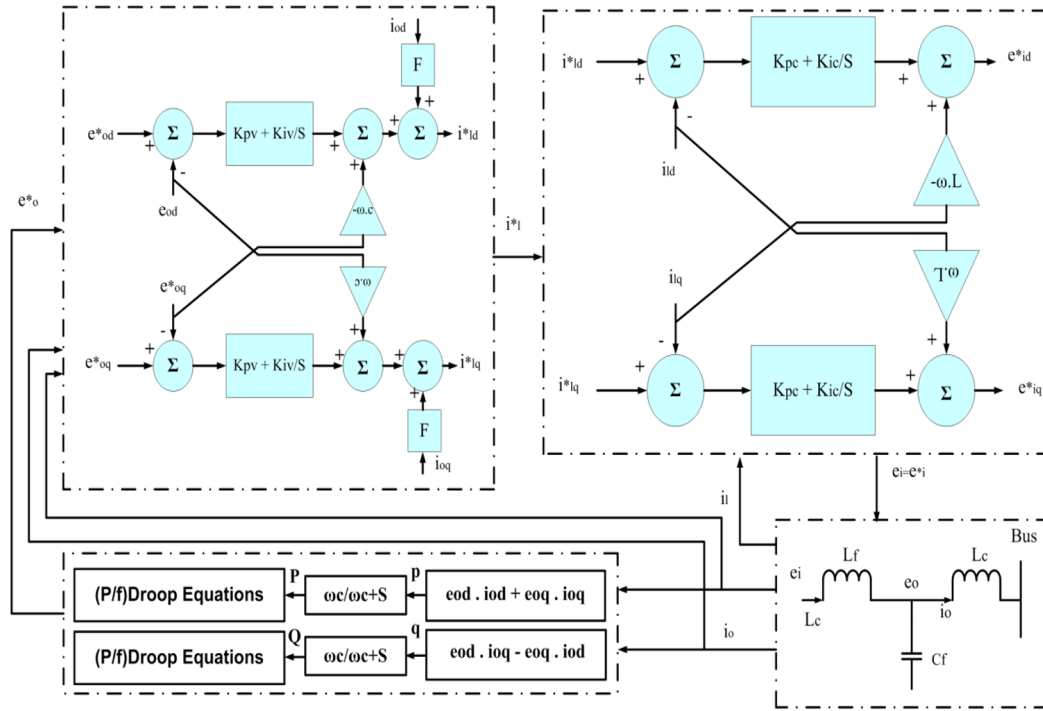 iod
F
e*od
+
Σ
Kpv + Kiv/S
+
Σ
+
+
Σ
i*ld
-
+
eod
-ω.c
e*o
e*oq
ω.c
-
+
e*oq
+
Σ
Kpv + Kiv/S
+
Σ
+
Σ
i*lq
+
F
ioq
i*l
i*ld
+
Σ
Kpc + Kic/S
+
Σ
e*id
-
+
ild
-ω.L
ilq
ω.L
-
+
i*lq
+
Σ
Kpc + Kic/S
+
Σ
e*iq
il
ei=e*i
(P/f)Droop Equations
P
ωc/ωc+S
p
eod . iod + eoq . ioq
(P/f)Droop Equations
Q
ωc/ωc+S
q
eod . ioq - eoq . iod
io
Bus
Lf
Lc
ei
eo
Lc
io
Cf